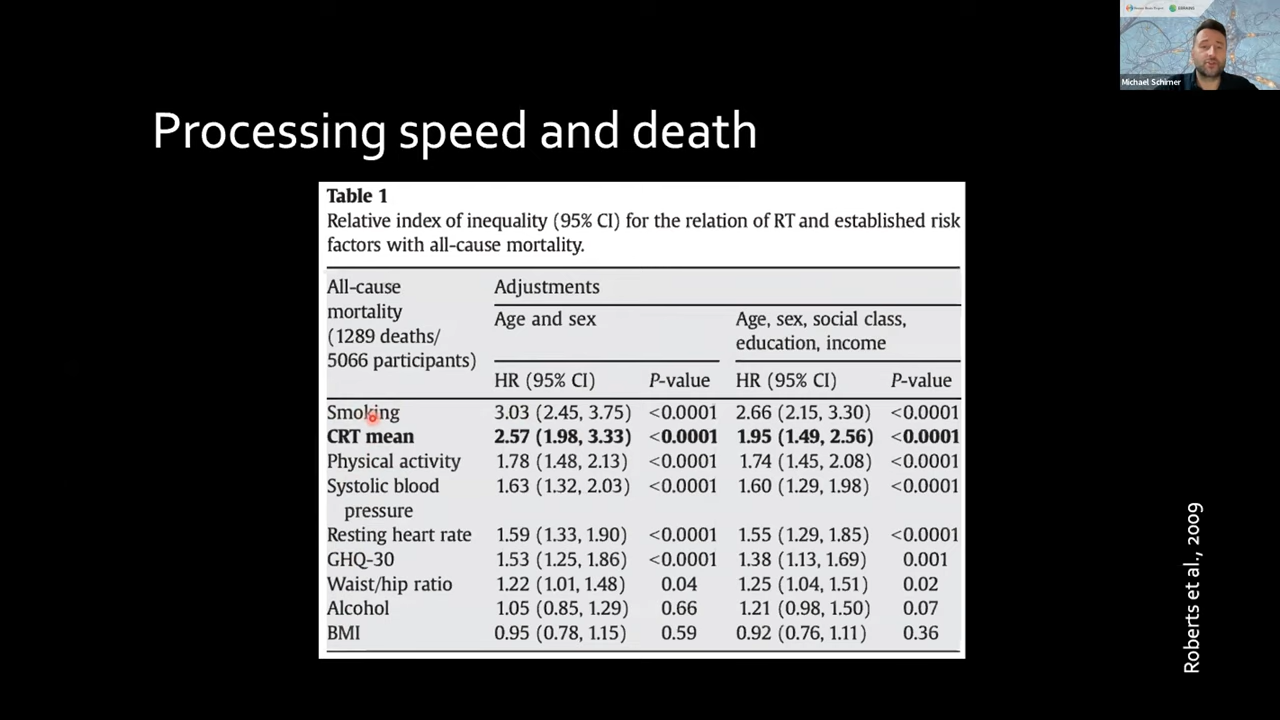 Human Brain Project
EBRAINS
Michael Schirner
Processing speed and death
Table 1
Relative index of inequality (95% CI) for the relation of RT and established risk
factors with all-cause mortality.
All-cause
mortality
(1289 deaths/
5066 participants)
Adjustments
Age and sex
Age, sex, social class,
education, income
HR (95% CI) P-value HR (95% CI) P-value
Smoking 3.03 (2.45, 3.75) <0.0001 2.66 (2.15, 3.30) <0.0001
CRT mean 2.57 (1.98, 3.33) <0.0001 1.95 (1.49, 2.56) <0.0001
Physical activity 1.78 (1.48, 2.13) <0.0001 1.74 (1.45, 2.08) <0.0001
Systolic blood 1.63 (1.32, 2.03) <0.0001 1.60 (1.29, 1.98) <0.0001
pressure
Resting heart rate 1.59 (1.33, 1.90) <0.0001 1.55 (1.29, 1.85) <0.0001
GHQ-30 1.53 (1.25, 1.86) <0.0001 1.38 (1.13, 1.69) 0.001
Waist/hip ratio 1.22 (1.01, 1.48) 0.04 1.25 (1.04, 1.51) 0.02
Alcohol 1.05 (0.85, 1.29) 0.66 1.21 (0.98, 1.50) 0.07
BMI 0.95 (0.78, 1.15) 0.59 0.92 (0.76, 1.11) 0.36
Roberts et al., 2009